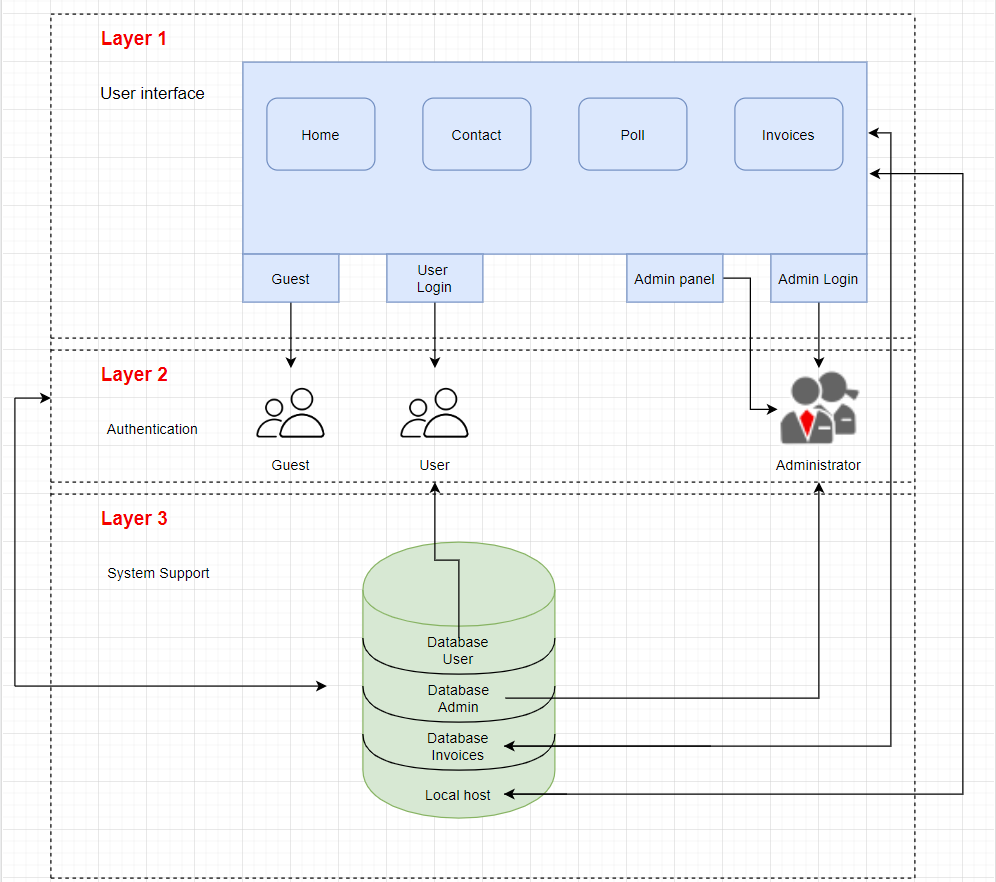 Layer 1
User interface
Home
Contact
Poll
Invoices
Guest
User
Login
Admin panel
Admin Login
Layer 2
Authentication
Guest
User
Administrator
Layer 3
System Support
Database
User
Database
Admin
Database
Invoices
Local host